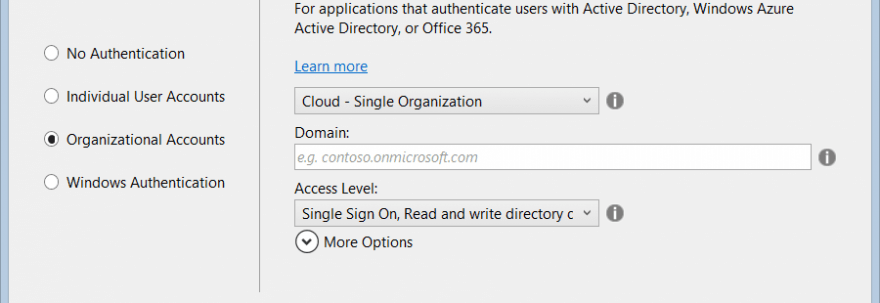 For applications that authenticate users with Active Directory, Windows Azure
Active Directory, or Office 365.
No Authentication
Learn more
Individual User Accounts
Cloud - Single Organization
Organizational Accounts
Domain:
e.g. contoso.onmicrosoft.com
Windows Authentication
Access Level:
Single Sign On, Read and write directory
More Options